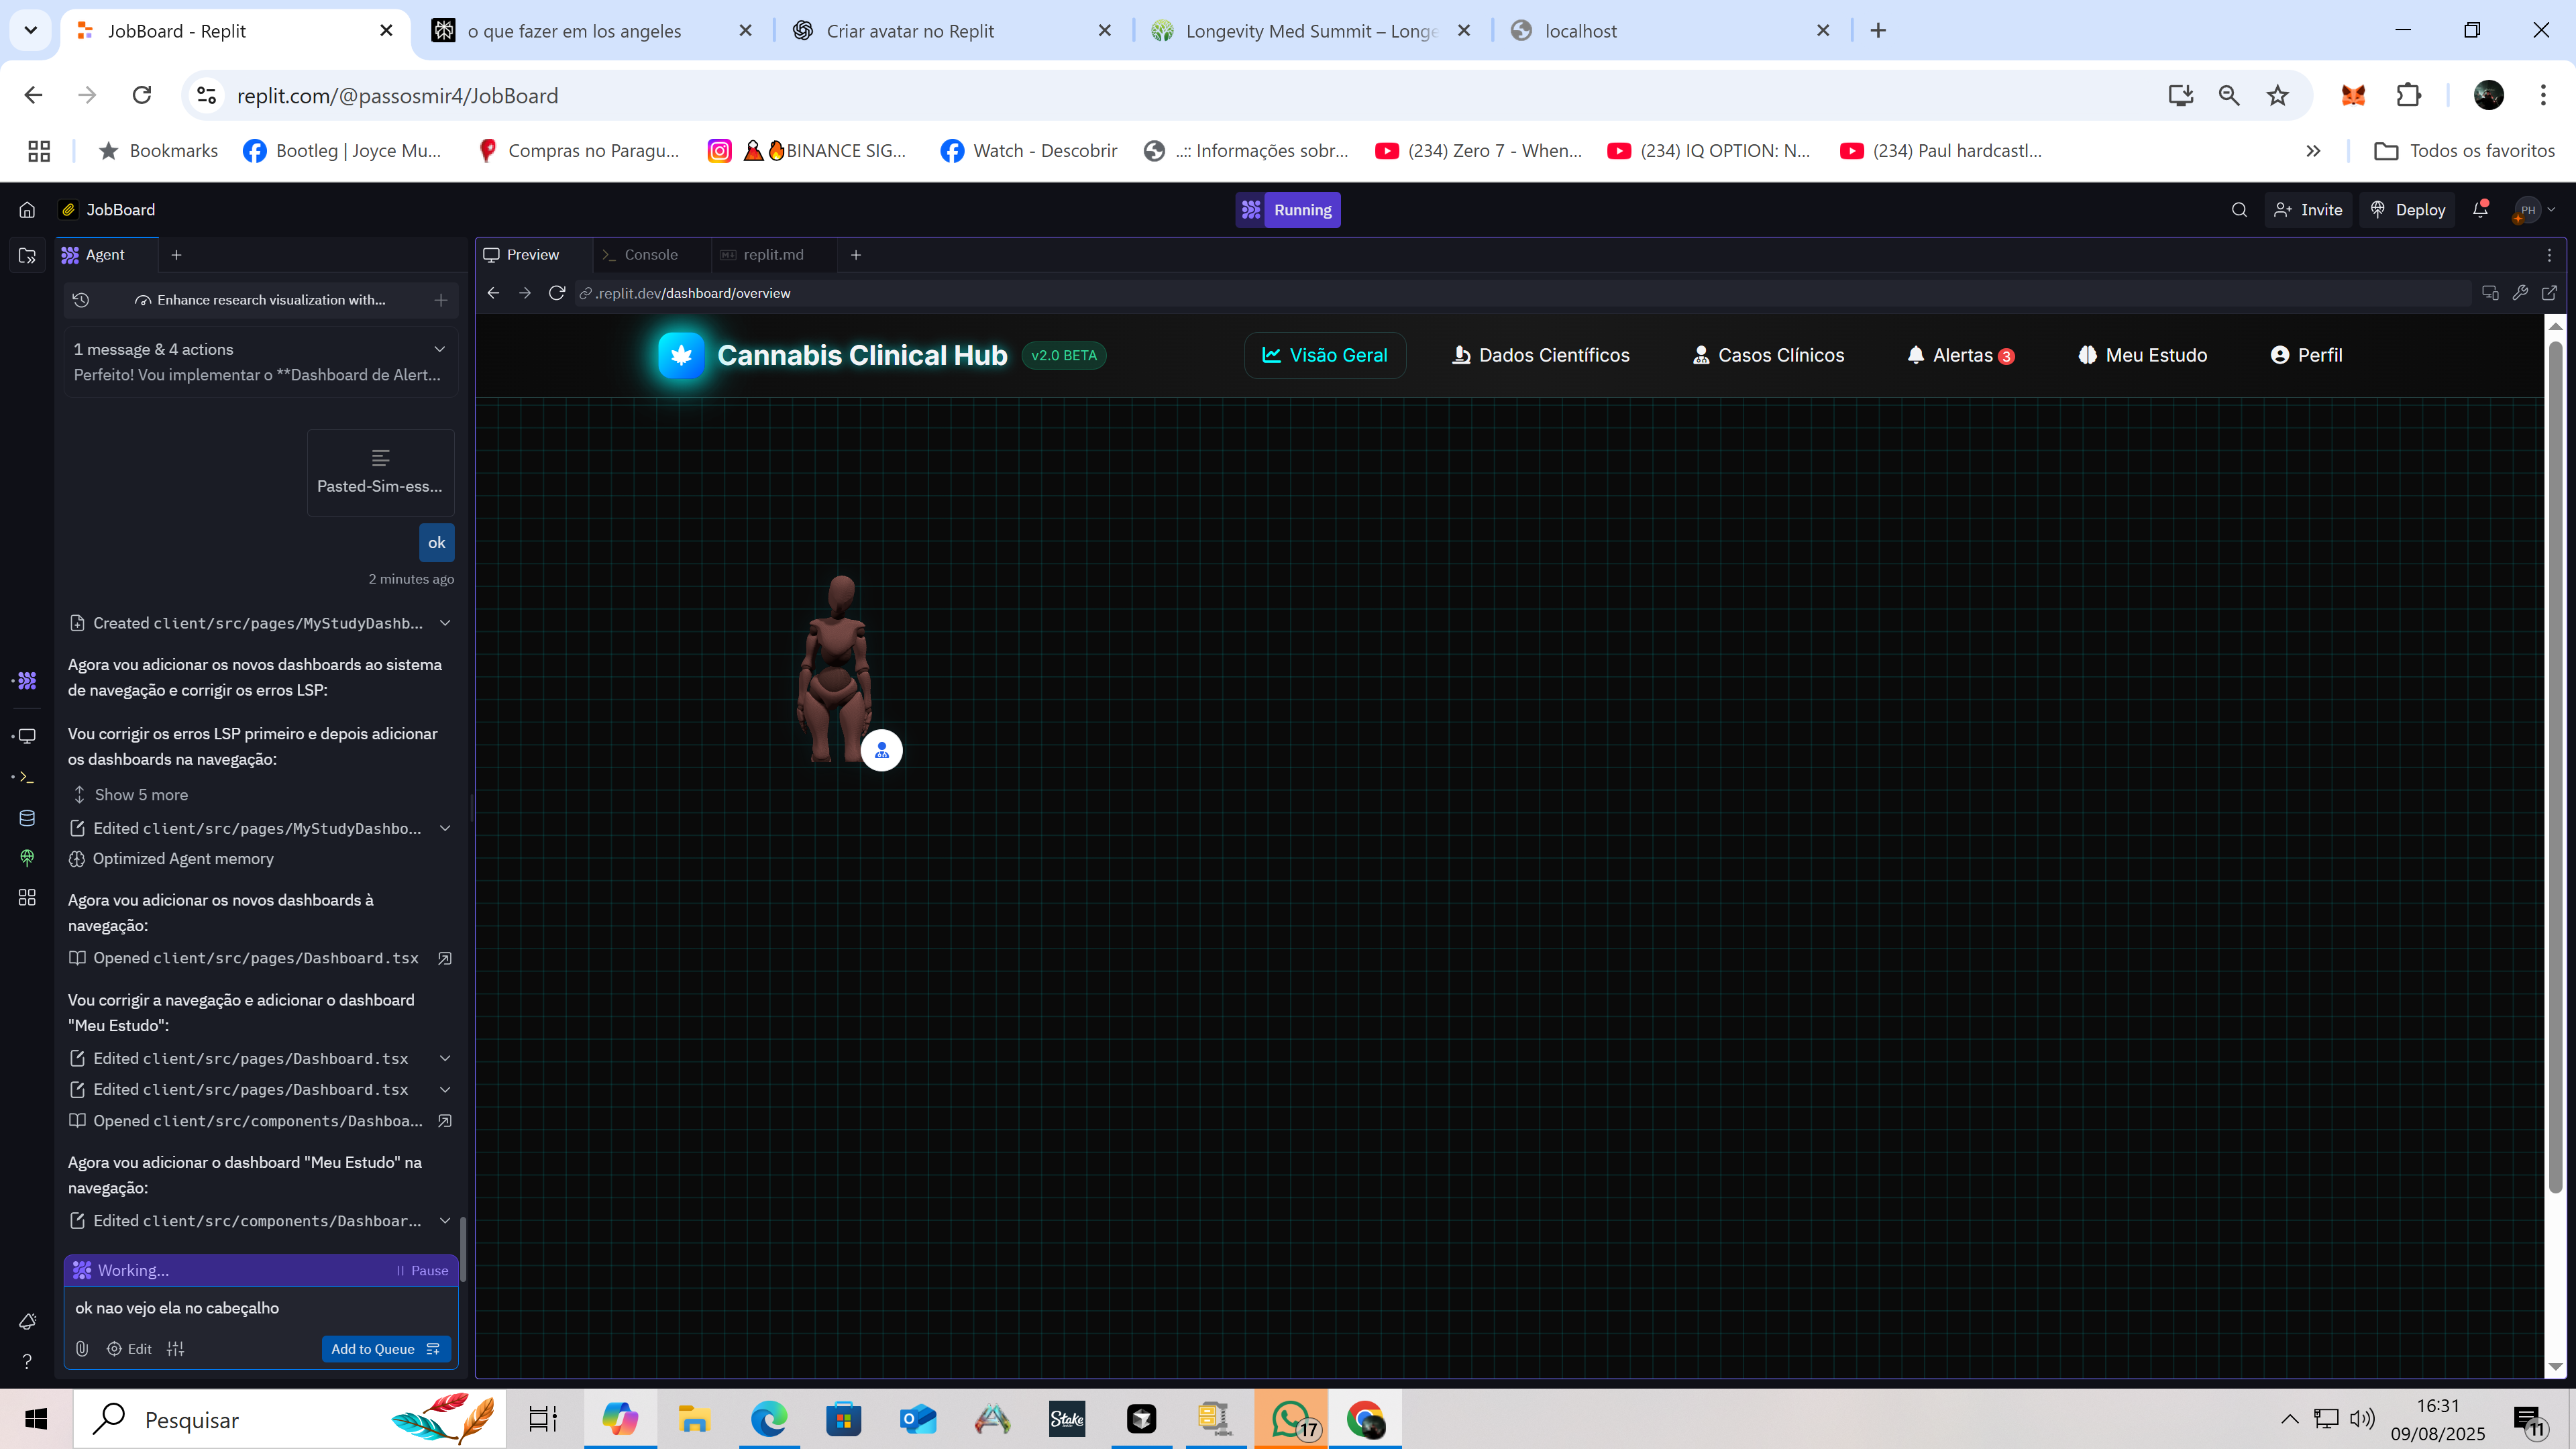 JobBoard - Replit
o que fazer em los angeles
Criar avatar no Replit
Longevity Med Summit – Longe
localhost
replit.com/@passosmir4/JobBoard
Bookmarks
Bootleg | Joyce Mu...
Compras no Paragu...
BINANCE SIG...
Watch - Descobrir
..:: Informações sobr...
(234) Zero 7 - When...
(234) IQ OPTION: N...
(234) Paul hardcastl...
Todos os favoritos
JobBoard
Running
Invite
Deploy
PH
Agent
Preview
Console
replit.md
Enhance research visualization with...
.replit.dev/dashboard/overview
1 message & 4 actions
Perfeito! Vou implementar o **Dashboard de Alert...
Pasted-Sim-ess...
ok
2 minutes ago
Created client/src/pages/MyStudyDashb...
Agora vou adicionar os novos dashboards ao sistema
de navegação e corrigir os erros LSP:
Vou corrigir os erros LSP primeiro e depois adicionar
os dashboards na navegação:
Show 5 more
Edited client/src/pages/MyStudyDashbo...
Optimized Agent memory
Agora vou adicionar os novos dashboards à
navegação:
Opened client/src/pages/Dashboard.tsx
Vou corrigir a navegação e adicionar o dashboard
"Meu Estudo":
Edited client/src/pages/Dashboard.tsx
Edited client/src/pages/Dashboard.tsx
Opened client/src/components/Dashboa...
Agora vou adicionar o dashboard "Meu Estudo" na
navegação:
Edited client/src/components/Dashboar...
Working...
Pause
ok nao vejo ela no cabeçalho
Edit
Add to Queue
Cannabis Clinical Hub
v2.0 BETA
Visão Geral
Dados Científicos
Casos Clínicos
Alertas 3
Meu Estudo
Perfil
Pesquisar
Stake
17
16:31
09/08/2025
11